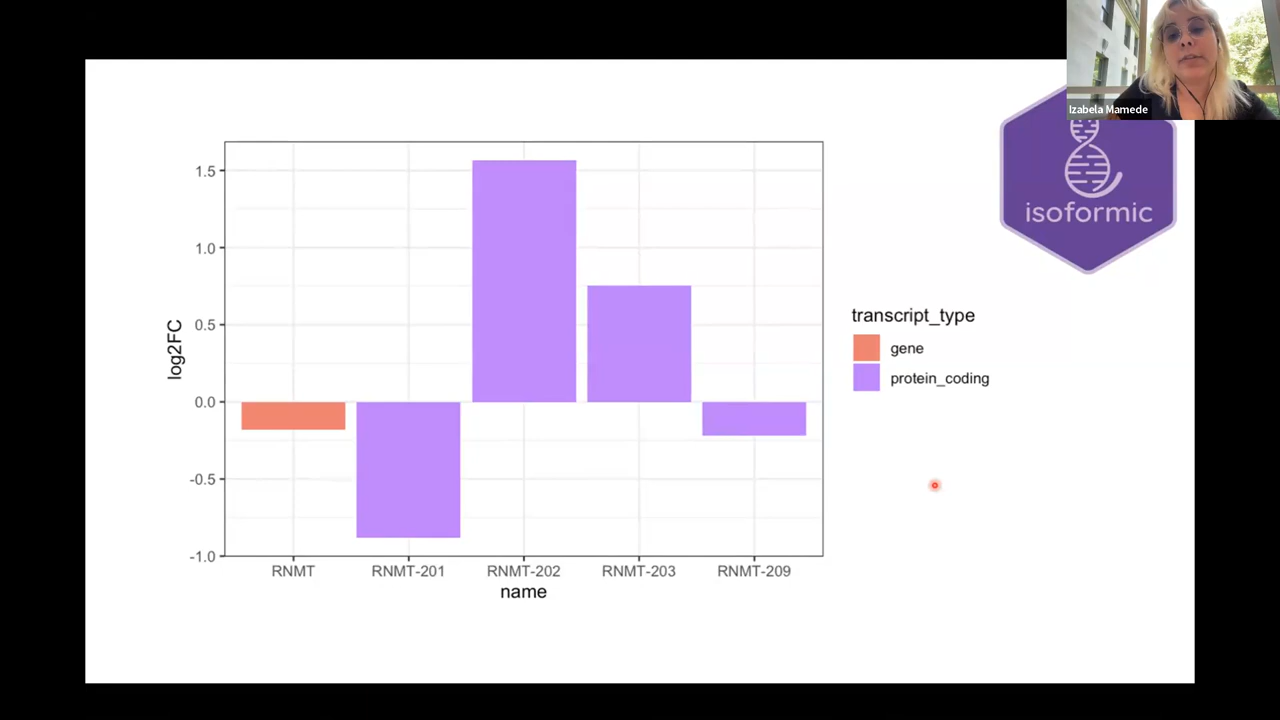 Izabela Mamede
isoformic
1.5
1.0
0.5
0.0
-0.5
-1.0
log2FC
RNMT
RNMT-201
RNMT-202
RNMT-203
RNMT-209
name
transcript_type
gene
protein_coding